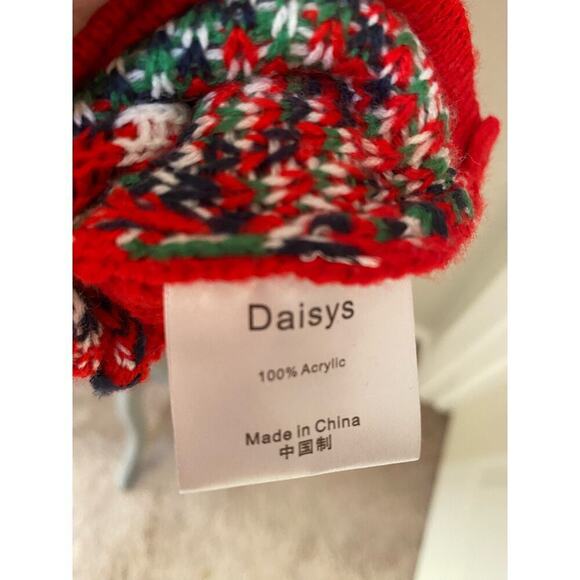 Daisys
100% Acrylic
Made in China
中国制